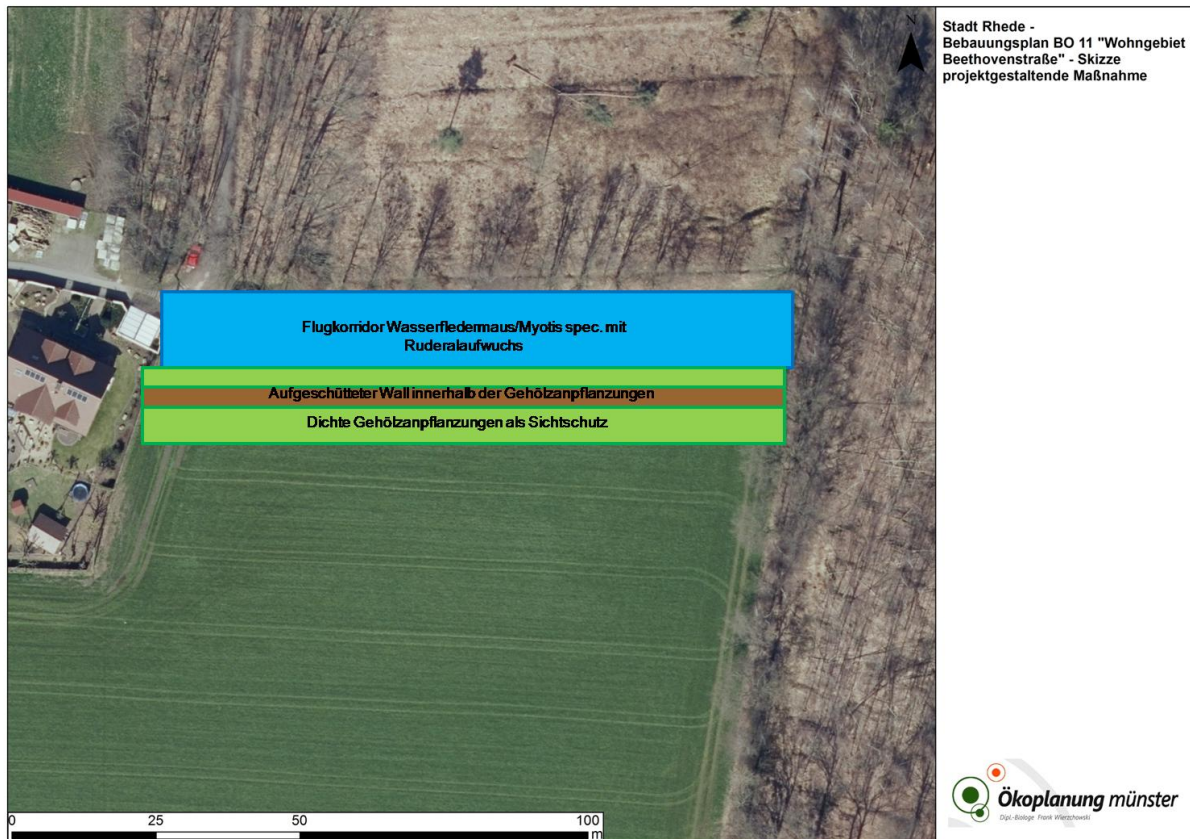 N
Stadt Rhede -
Bebauungsplan BO 11 "Wohngebiet
Beethovenstraße" - Skizze
projektgestaltende Maßnahme
Flugkorridor Wasserfledermaus/Myotis spec. mit
Ruderalaufwuchs
Aufgeschütteter Wall innerhalb der Gehölzanpflanzungen
Dichte Gehölzanpflanzungen als Sichtschutz
0 25 50 100
m
Ökoplanung münster
Dipl.-Biologe Frank Wierzchowski